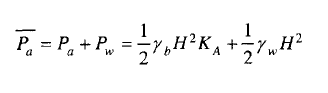 $\overline{P_a} = P_a + P_w = \frac{1}{2} \gamma_b H^2 K_A + \frac{1}{2} \gamma_w H^2$